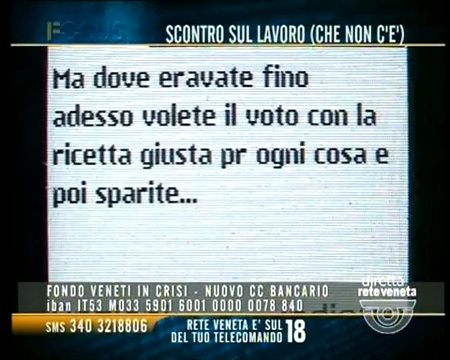 FOCUS
SCONTRO SUL LAVORO (CHE NON C'E')
Ma dove eravate fino
adesso volete il voto con la
ricetta giusta pr ogni cosa e
poi sparite...
diretta
reteveneta
FONDO VENETI IN CRISI - NUOVO CC BANCARIO
iban IT53 M033 5901 6001 0000 0078 840
SMS 340 3218806
RETE VENETA E' SUL 18
DEL TUO TELECOMANDO